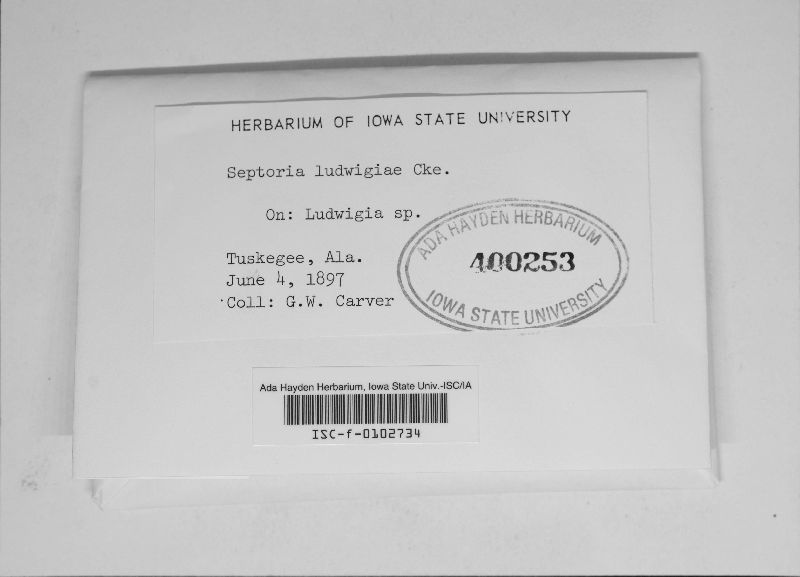 HERBARIUM OF IOWA STATE UNIVERSITY
Septoria ludwigiae Cke.
On: Ludwigia sp.
Tuskegee, Ala.
June 4, 1897
Coll: G.W. Carver
ADA HAYDEN HERBARIUM
400253
IOWA STATE UNIVERSITY
Ada Hayden Herbarium, Iowa State Univ.-ISC/IA
ISC-f-0102734